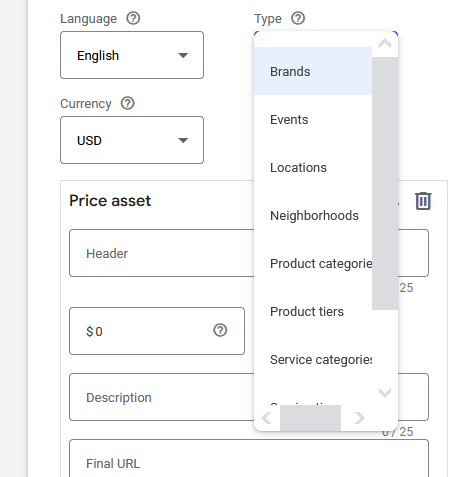 Language
Type
English
Currency
USD
Brands
Events
Locations
Neighborhoods
Product categorie
Product tiers
Service categories
Price asset
Header
/ 25
$0
Description
0 / 25
Final URL